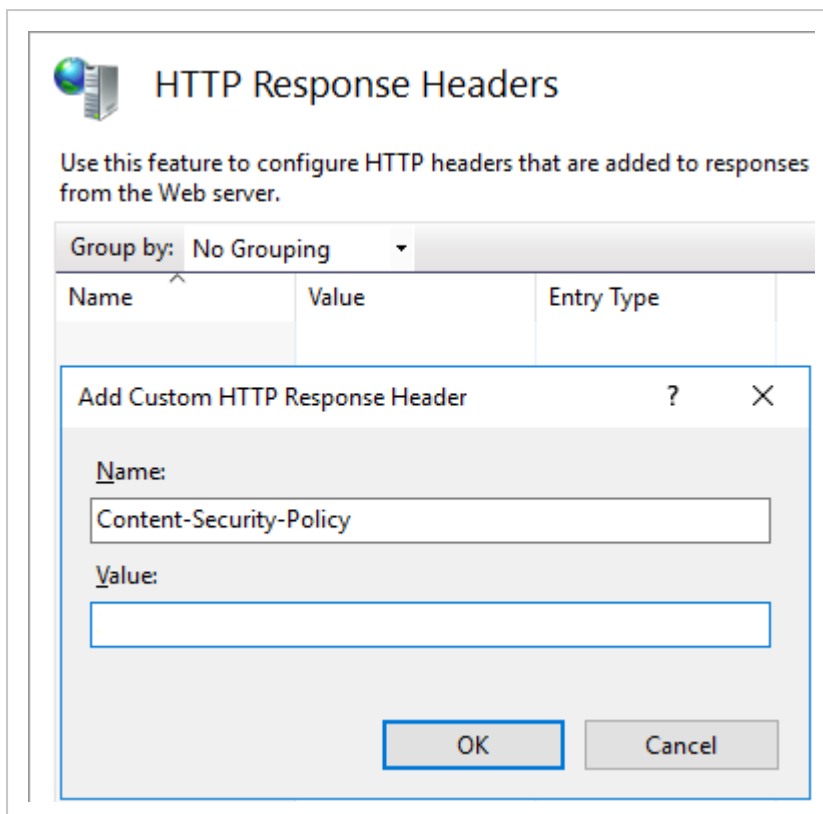 HTTP Response Headers
Use this feature to configure HTTP headers that are added to responses
from the Web server.
Group by: No Grouping
Name Value Entry Type
Add Custom HTTP Response Header ?
Name:
Content-Security-Policy
Value:
OK Cancel